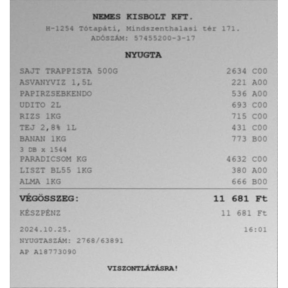 NEMES KISBOLT KFT.
H-1254 Tótapáti, Mindszenthalasi tér 171.
ADÓSZÁM: 57455200-3-17
NYUGTA
SAJT TRAPPISTA 500G 2634 C00
ASVANYVIZ 1,5L 221 A00
PAPIRZSEBKENDO 536 A00
UDITO 2L 693 C00
RIZS 1KG 715 C00
TEJ 2,8% 1L 431 C00
BANAN 1KG 773 B00
3 DB x 1544
PARADICSOM KG 4632 C00
LISZT BL55 1KG 380 A00
ALMA 1KG 666 B00
VÉGÖSSZEG: 11 681 Ft
KÉSZPÉNZ 11 681 Ft
2024.10.25. 16:01
NYUGTASZÁM: 2768/63891
AP A18773090
VISZONTLÁTÁSRA!